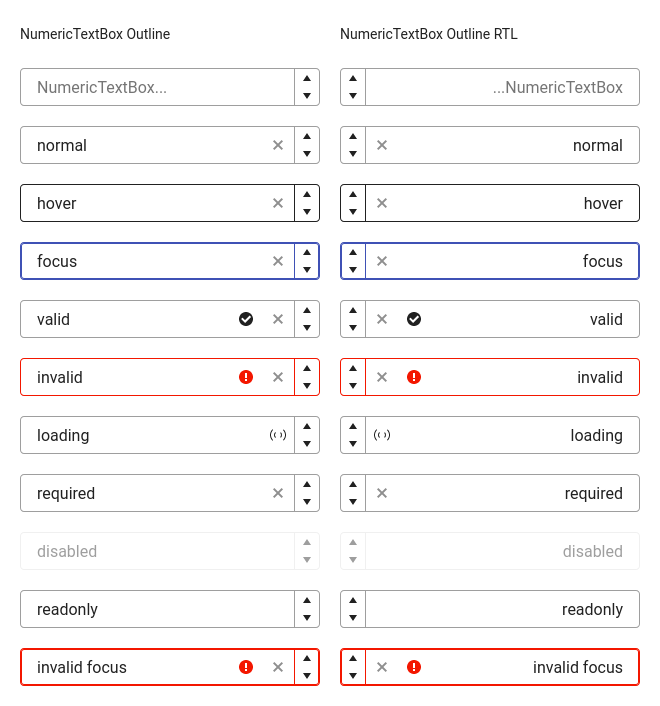 NumericTextBox Outline
NumericTextBox Outline RTL
NumericTextBox...
...NumericTextBox
normal
normal
hover
hover
focus
focus
valid
valid
invalid
invalid
loading
loading
required
required
disabled
disabled
readonly
readonly
invalid focus
invalid focus